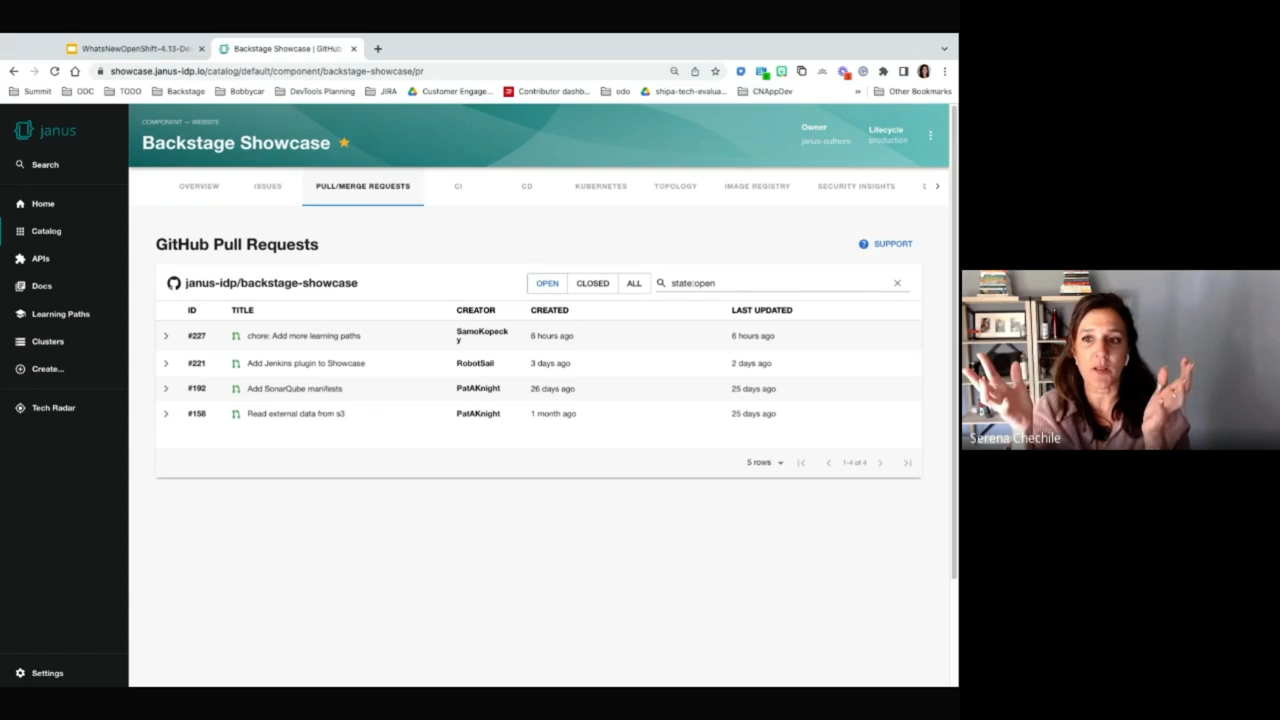 WhatsNewOpenShift-4.13-De
Backstage Showcase | GitHub
showcase.janus-idp.io/catalog/default/component/backstage-showcase/pr
Summit
ODC
TODO
Backstage
Bobbycar
DevTools Planning
JIRA
Customer Engage...
Contributor dashb...
odo
shipa-tech-evalua...
CNAppDev
»
Other Bookmarks
janus
Search
Home
Catalog
APIs
Docs
Learning Paths
Clusters
Create...
Tech Radar
Settings
COMPONENT — WEBSITE
Backstage Showcase
Owner
janus-authors
Lifecycle
production
OVERVIEW
ISSUES
PULL/MERGE REQUESTS
CI
CD
KUBERNETES
TOPOLOGY
IMAGE REGISTRY
SECURITY INSIGHTS
GitHub Pull Requests
SUPPORT
janus-idp/backstage-showcase
OPEN
CLOSED
ALL
state:open
ID TITLE CREATOR CREATED LAST UPDATED
#227 chore: Add more learning paths SamoKopecky 6 hours ago 6 hours ago
#221 Add Jenkins plugin to Showcase RobotSail 3 days ago 2 days ago
#192 Add SonarQube manifests PatAKnight 26 days ago 25 days ago
#158 Read external data from s3 PatAKnight 1 month ago 25 days ago
5 rows
1-4 of 4
Serena Chechile